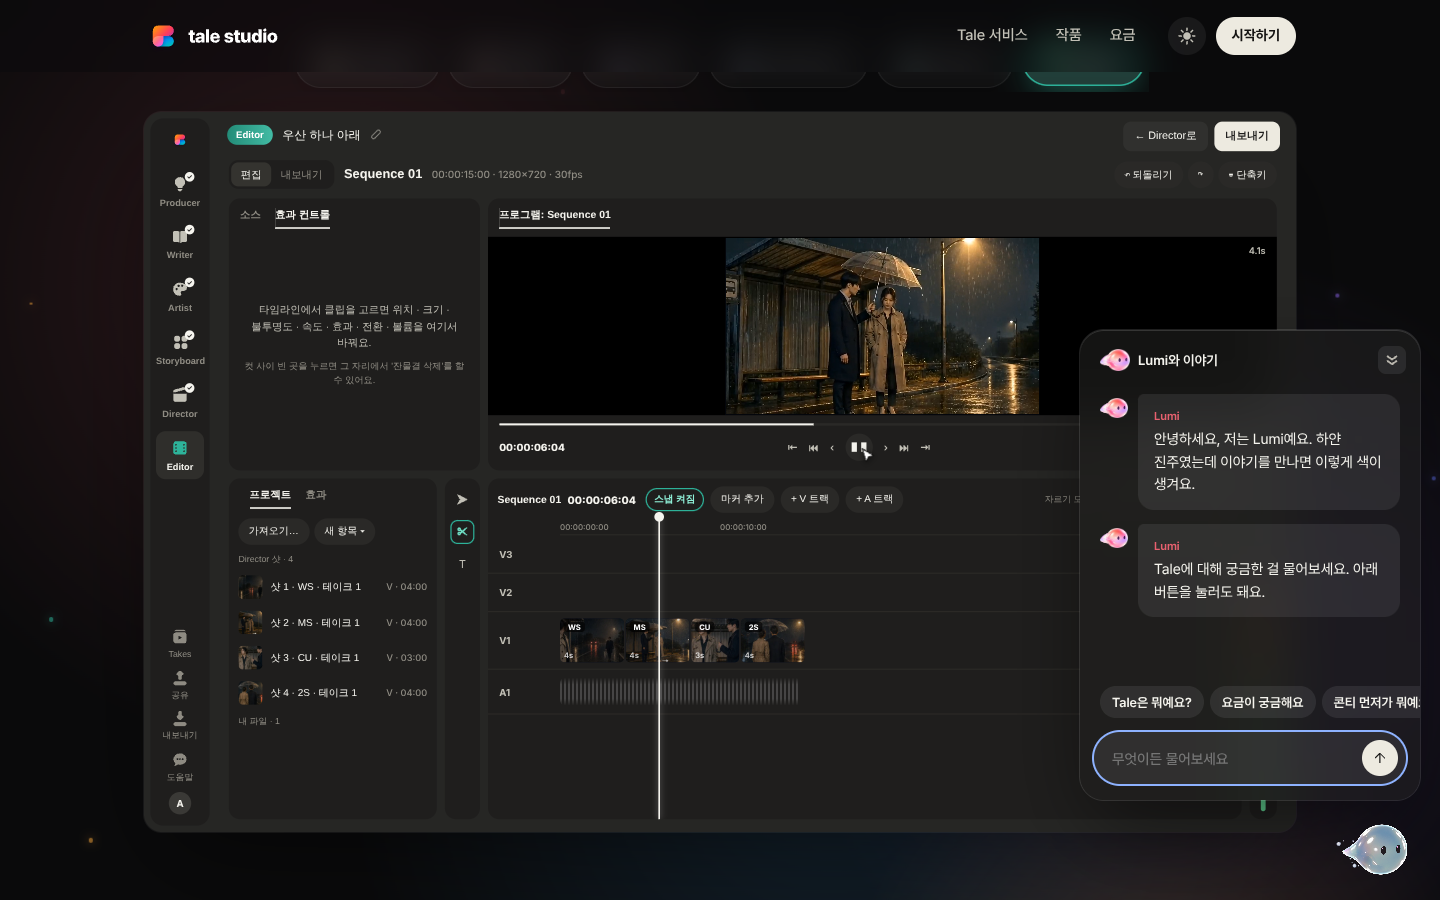 tale studio
Tale 서비스
작품
요금
시작하기
Editor
우산 하나 아래
← Director로
내보내기
편집
내보내기
Sequence 01
00:00:15:00 · 1280×720 · 30fps
되돌리기
단축키
Producer
Writer
Artist
Storyboard
Director
Editor
Takes
공유
내보내기
도움말
A
소스
효과 컨트롤
타임라인에서 클립을 고르면 위치 · 크기 ·
불투명도 · 속도 · 효과 · 전환 · 볼륨을 여기서
바꿔요.
컷 사이 빈 곳을 누르면 그 자리에서 '잔물결 삭제'를 할
수 있어요.
프로그램: Sequence 01
4.1s
00:00:06:04
프로젝트
효과
가져오기...
새 항목
Director 샷 · 4
샷 1 · WS · 테이크 1
V · 04:00
샷 2 · MS · 테이크 1
V · 04:00
샷 3 · CU · 테이크 1
V · 03:00
샷 4 · 2S · 테이크 1
V · 04:00
내 파일 · 1
T
Sequence 01
00:00:06:04
스냅 켜짐
마커 추가
+ V 트랙
+ A 트랙
자르기 도
00:00:00:00
00:00:10:00
V3
V2
V1
WS
4s
MS
4s
CU
3s
2S
4s
A1
Lumi와 이야기
Lumi
안녕하세요, 저는 Lumi예요. 하얀
진주였는데 이야기를 만나면 이렇게 색이
생겨요.
Lumi
Tale에 대해 궁금한 걸 물어보세요. 아래
버튼을 눌러도 돼요.
Tale은 뭐예요?
요금이 궁금해요
콘티 먼저가 뭐예
무엇이든 물어보세요